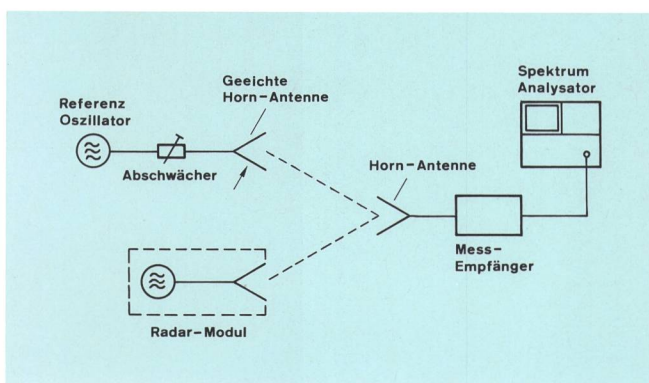 Referenz
Oszillator
Geeichte
Horn-Antenne
Spektrum
Analysator
Abschwächer
Horn-Antenne
Mess-
Empfänger
Radar-Modul